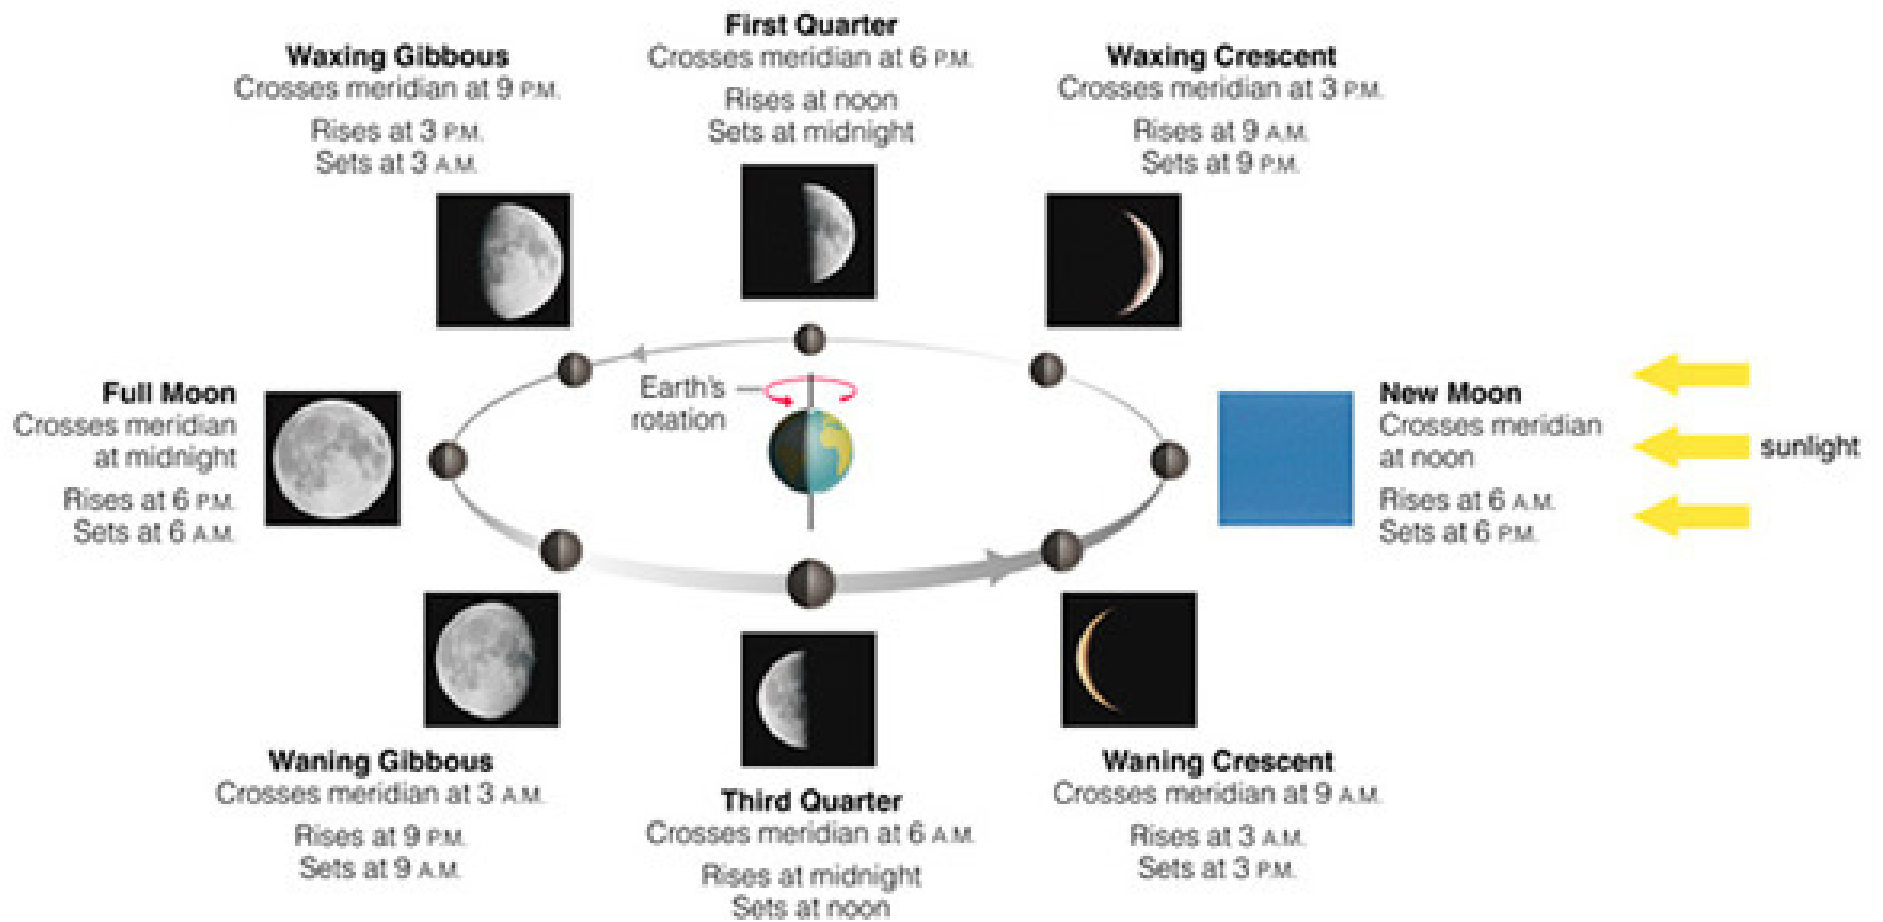 First Quarter
Crosses meridian at 6 P.M.
Rises at noon
Sets at midnight
Waxing Gibbous
Crosses meridian at 9 P.M.
Rises at 3 P.M.
Sets at 3 A.M.
Waxing Crescent
Crosses meridian at 3 P.M.
Rises at 9 A.M.
Sets at 9 P.M.
Full Moon
Crosses meridian
at midnight
Rises at 6 P.M.
Sets at 6 A.M.
Earth's
rotation
New Moon
Crosses meridian
at noon
Rises at 6 A.M.
Sets at 6 P.M.
sunlight
Waning Gibbous
Crosses meridian at 3 A.M.
Rises at 9 P.M.
Sets at 9 A.M.
Third Quarter
Crosses meridian at 6 A.M.
Rises at midnight
Sets at noon
Waning Crescent
Crosses meridian at 9 A.M.
Rises at 3 A.M.
Sets at 3 P.M.